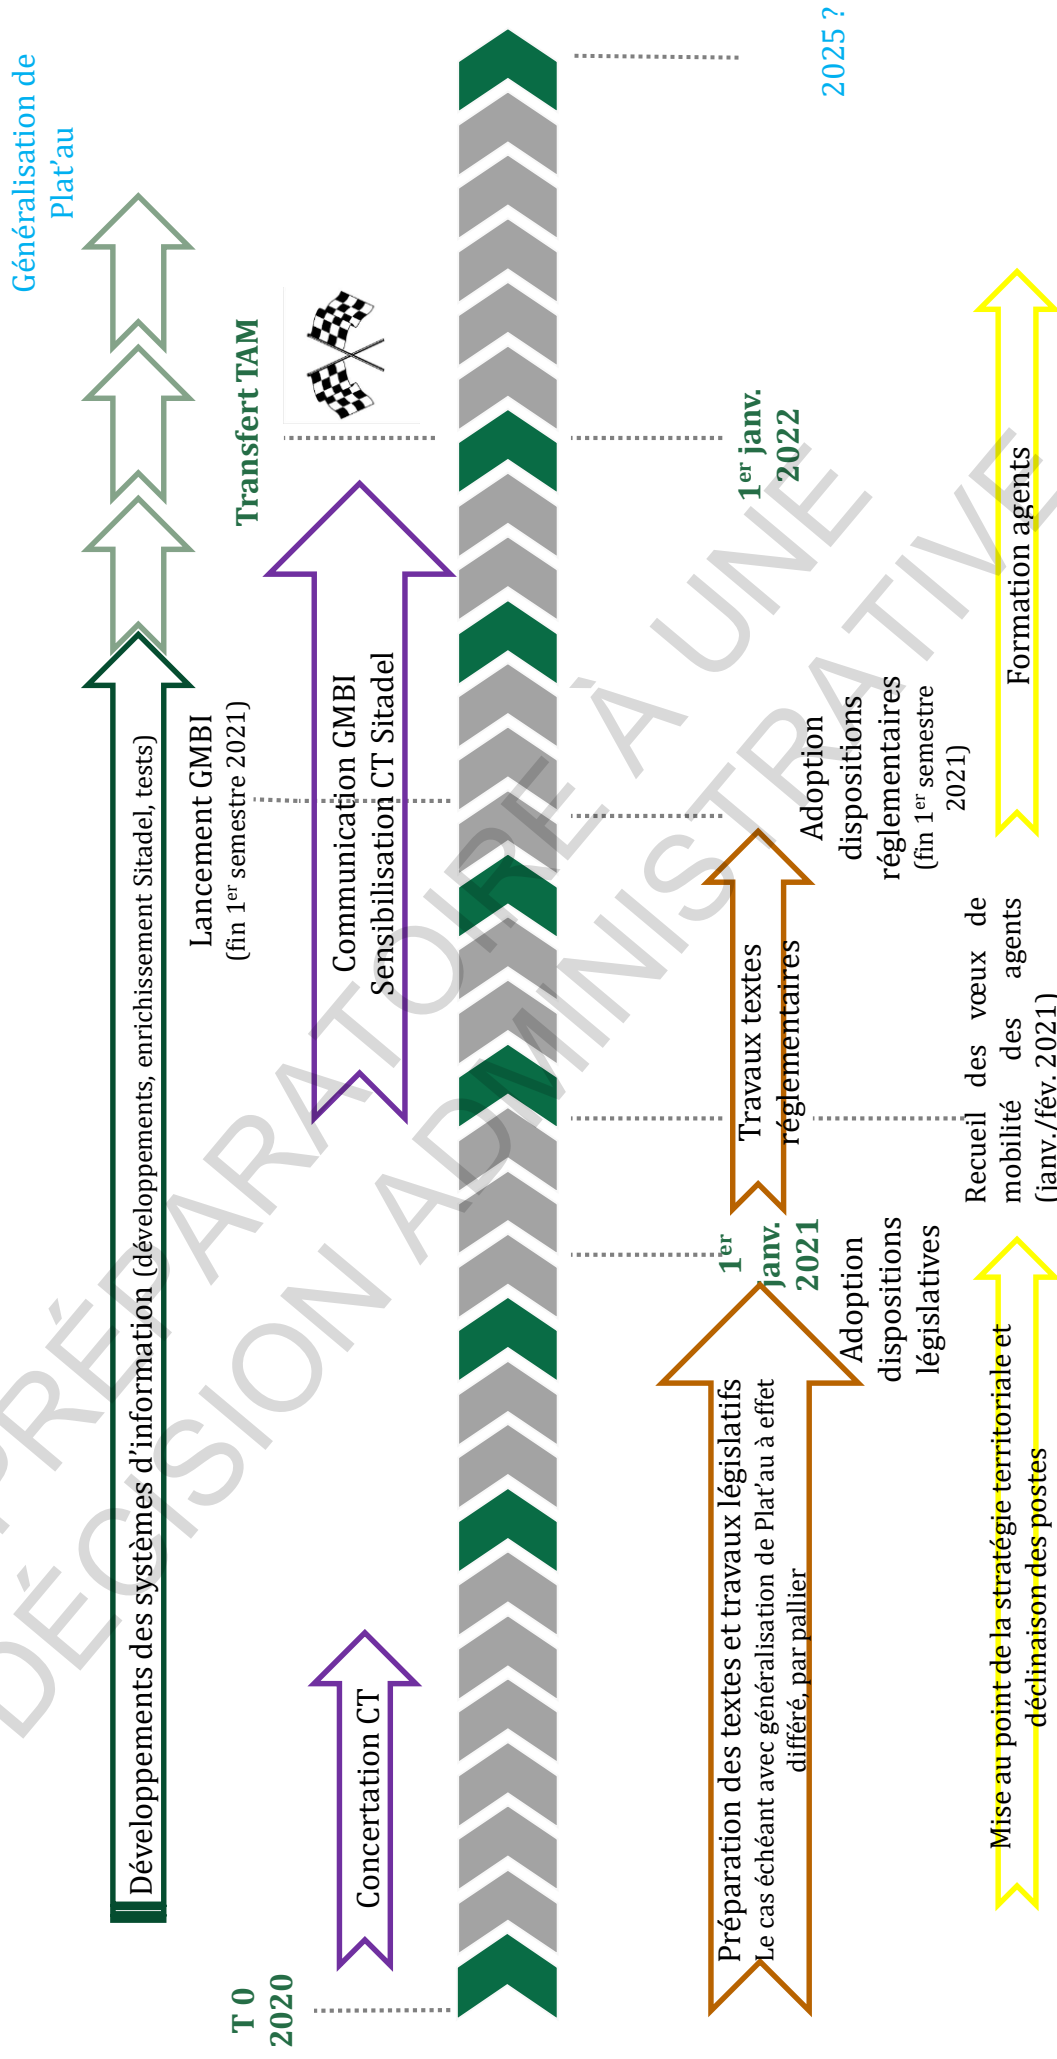 Généralisation de
Plat'au
Développements des systèmes d'information (développements, enrichissement Sitadel, tests)
Lancement GMBI
(fin 1er semestre 2021)
Transfert TAM
T 0
2020
Concertation CT
Communication GMBI
Sensibilisation CT Sitadel
1er
janv.
2021
1er janv.
2022
2025 ?
Préparation des textes et travaux législatifs
Le cas échéant avec généralisation de Plat'au à effet
différé, par pallier
Adoption
dispositions
législatives
Travaux textes
réglementaires
Adoption
dispositions
réglementaires
(fin 1er semestre
2021)
Mise au point de la stratégie territoriale et
déclinaison des postes
Recueil des vœux de
mobilité des agents
(janv./fév. 2021)
Formation agents
PRÉPARATOIRE À UNE
DÉCISION ADMINISTRATIVE